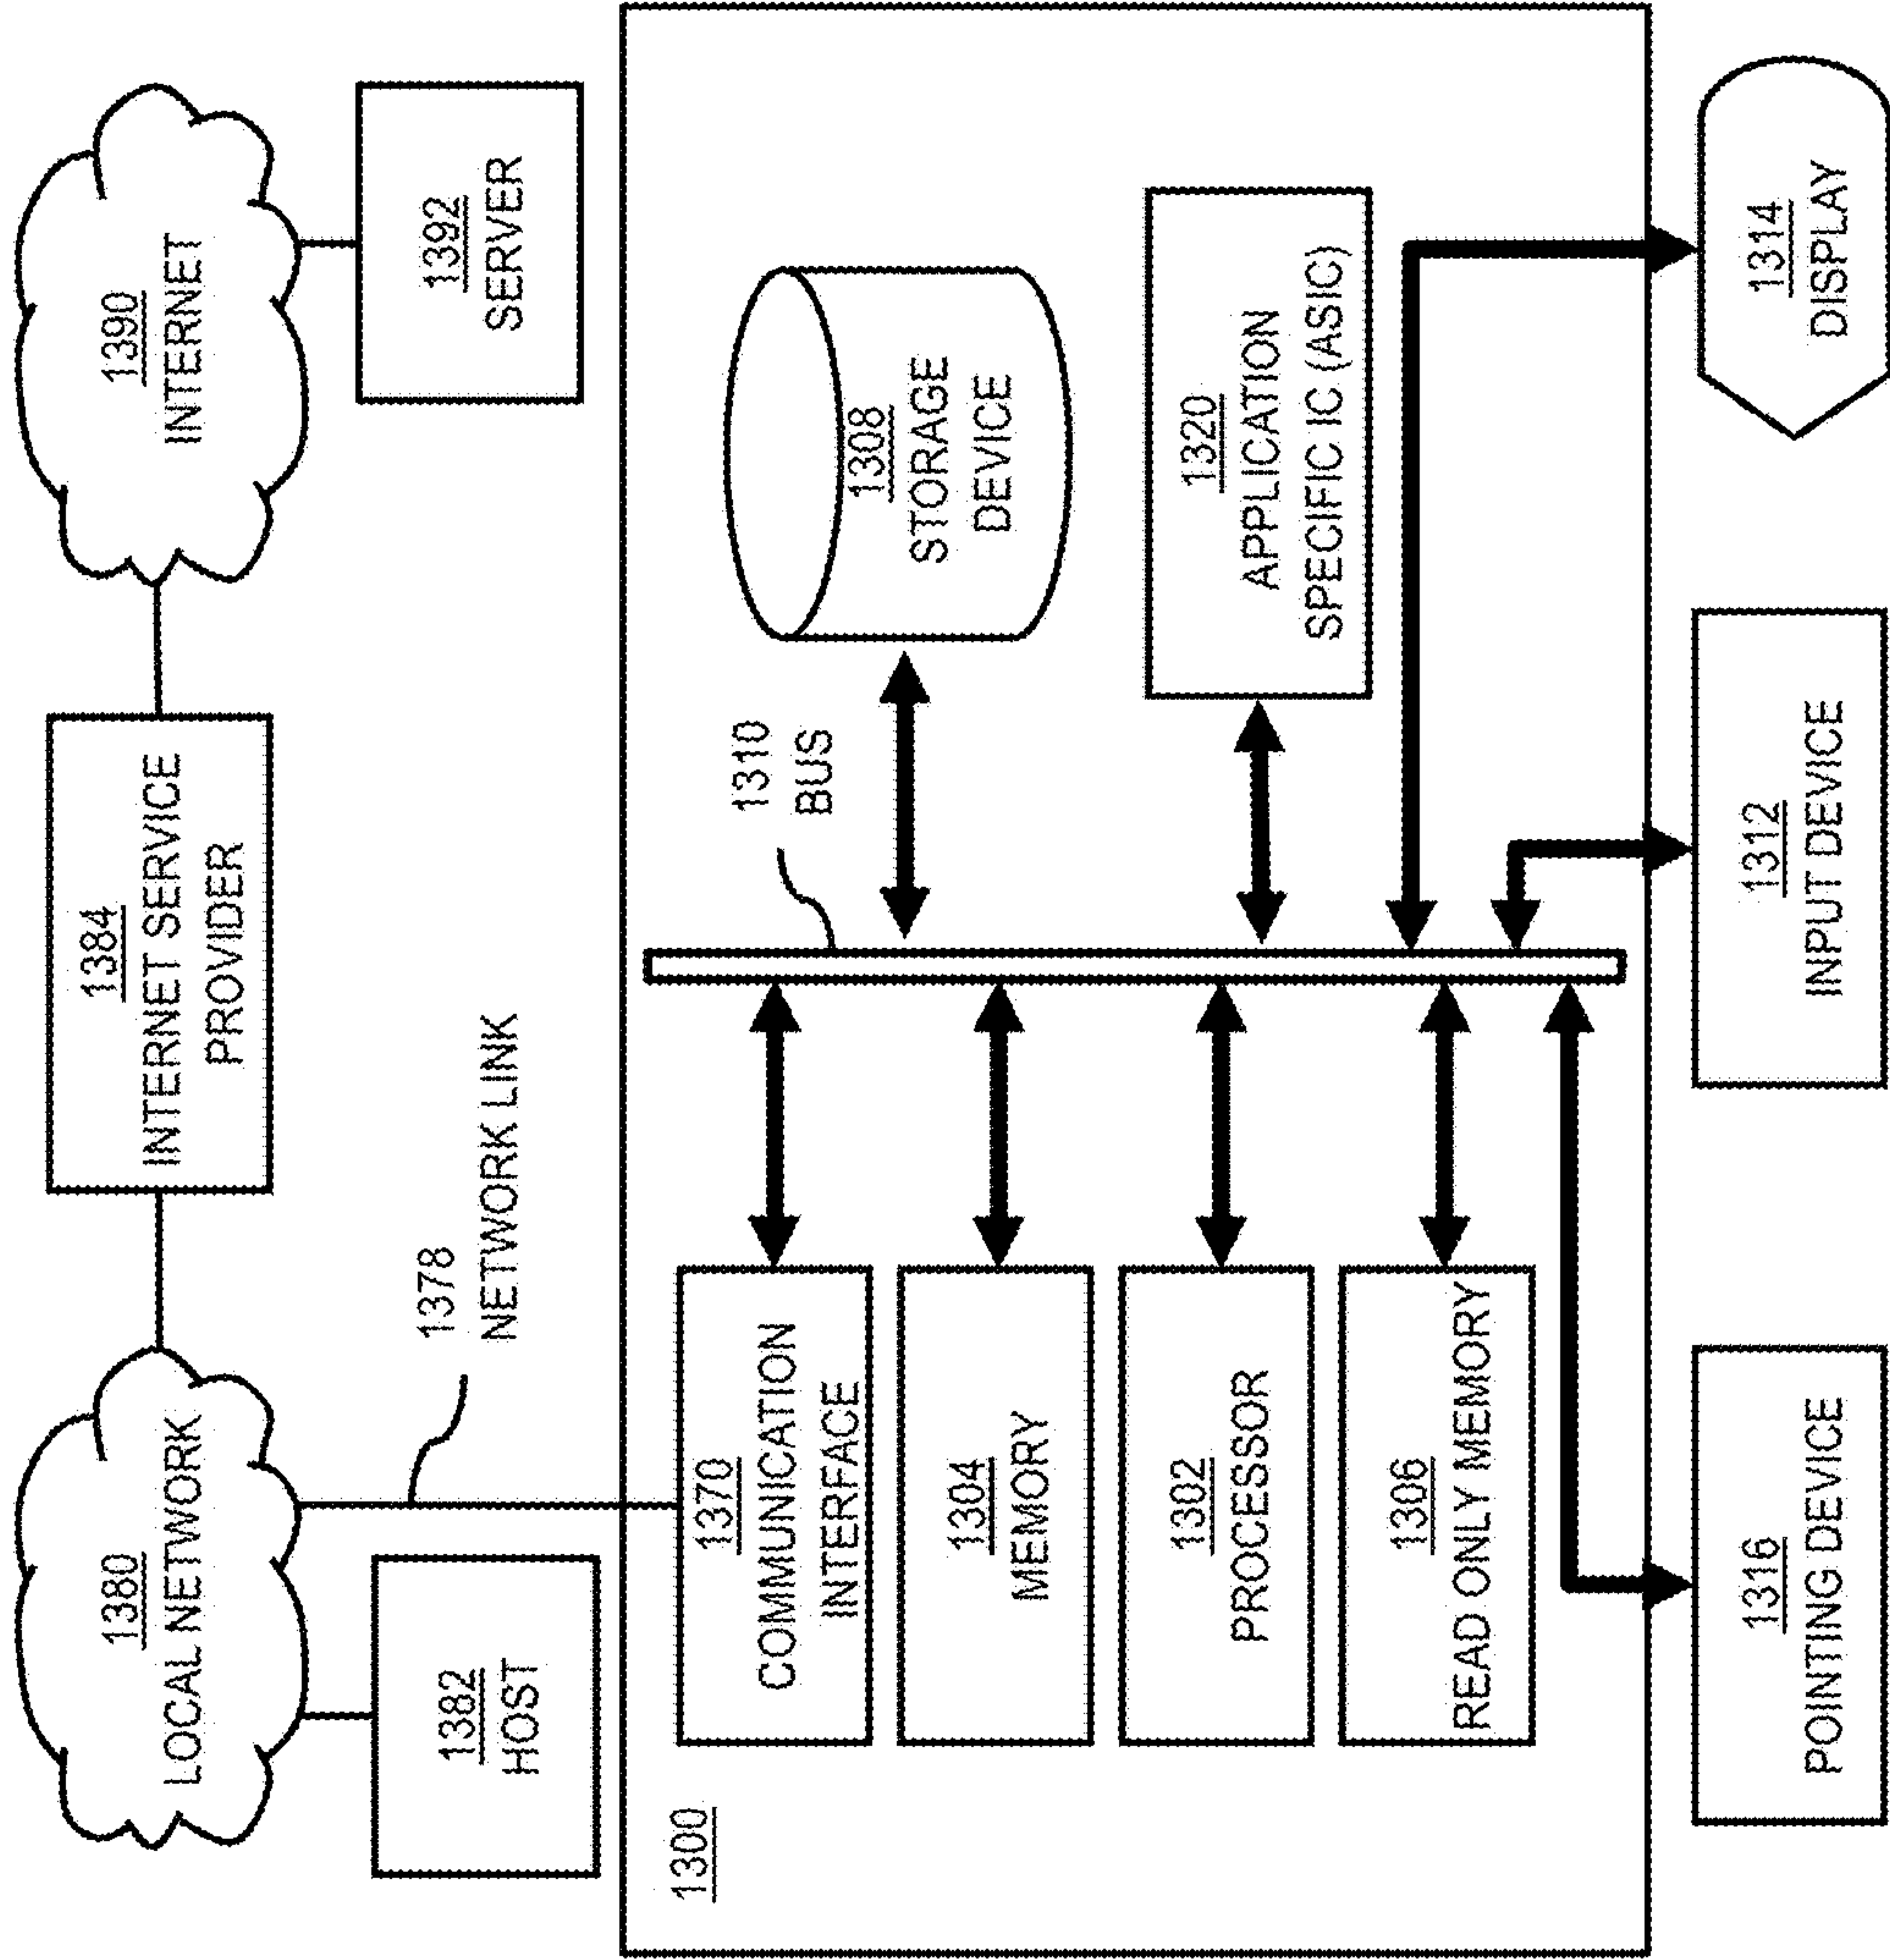 1380
LOCAL NETWORK
1384
INTERNET SERVICE
PROVIDER
1390
INTERNET
1382
HOST
1378
NETWORK LINK
1392
SERVER
1300
1370
COMMUNICATION
INTERFACE
1310
BUS
1308
STORAGE
DEVICE
1304
MEMORY
1302
PROCESSOR
1320
APPLICATION
SPECIFIC IC (ASIC)
1306
READ ONLY MEMORY
1316
POINTING DEVICE
1312
INPUT DEVICE
1314
DISPLAY